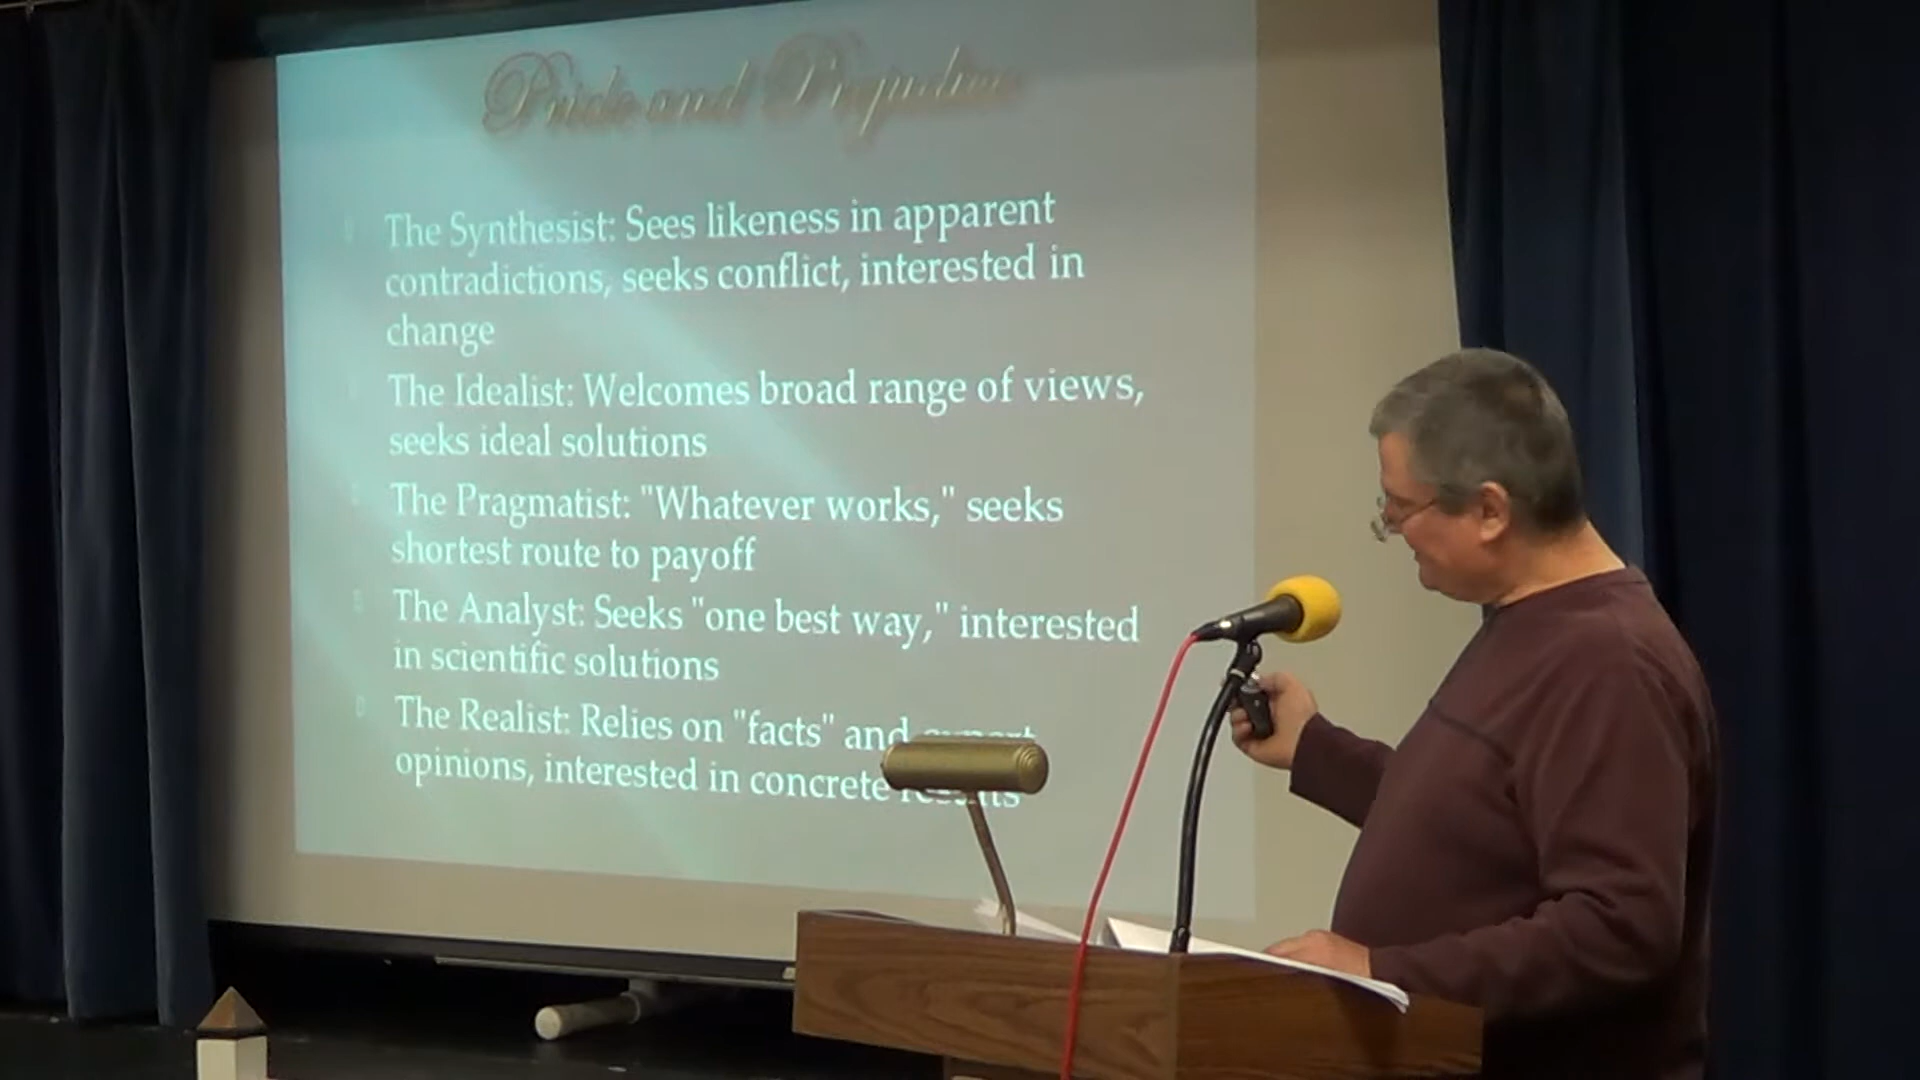 Pride and Prejudice
The Synthesist: Sees likeness in apparent
contradictions, seeks conflict, interested in
change
The Idealist: Welcomes broad range of views,
seeks ideal solutions
The Pragmatist: "Whatever works," seeks
shortest route to payoff
The Analyst: Seeks "one best way," interested
in scientific solutions
The Realist: Relies on "facts" and expert
opinions, interested in concrete results